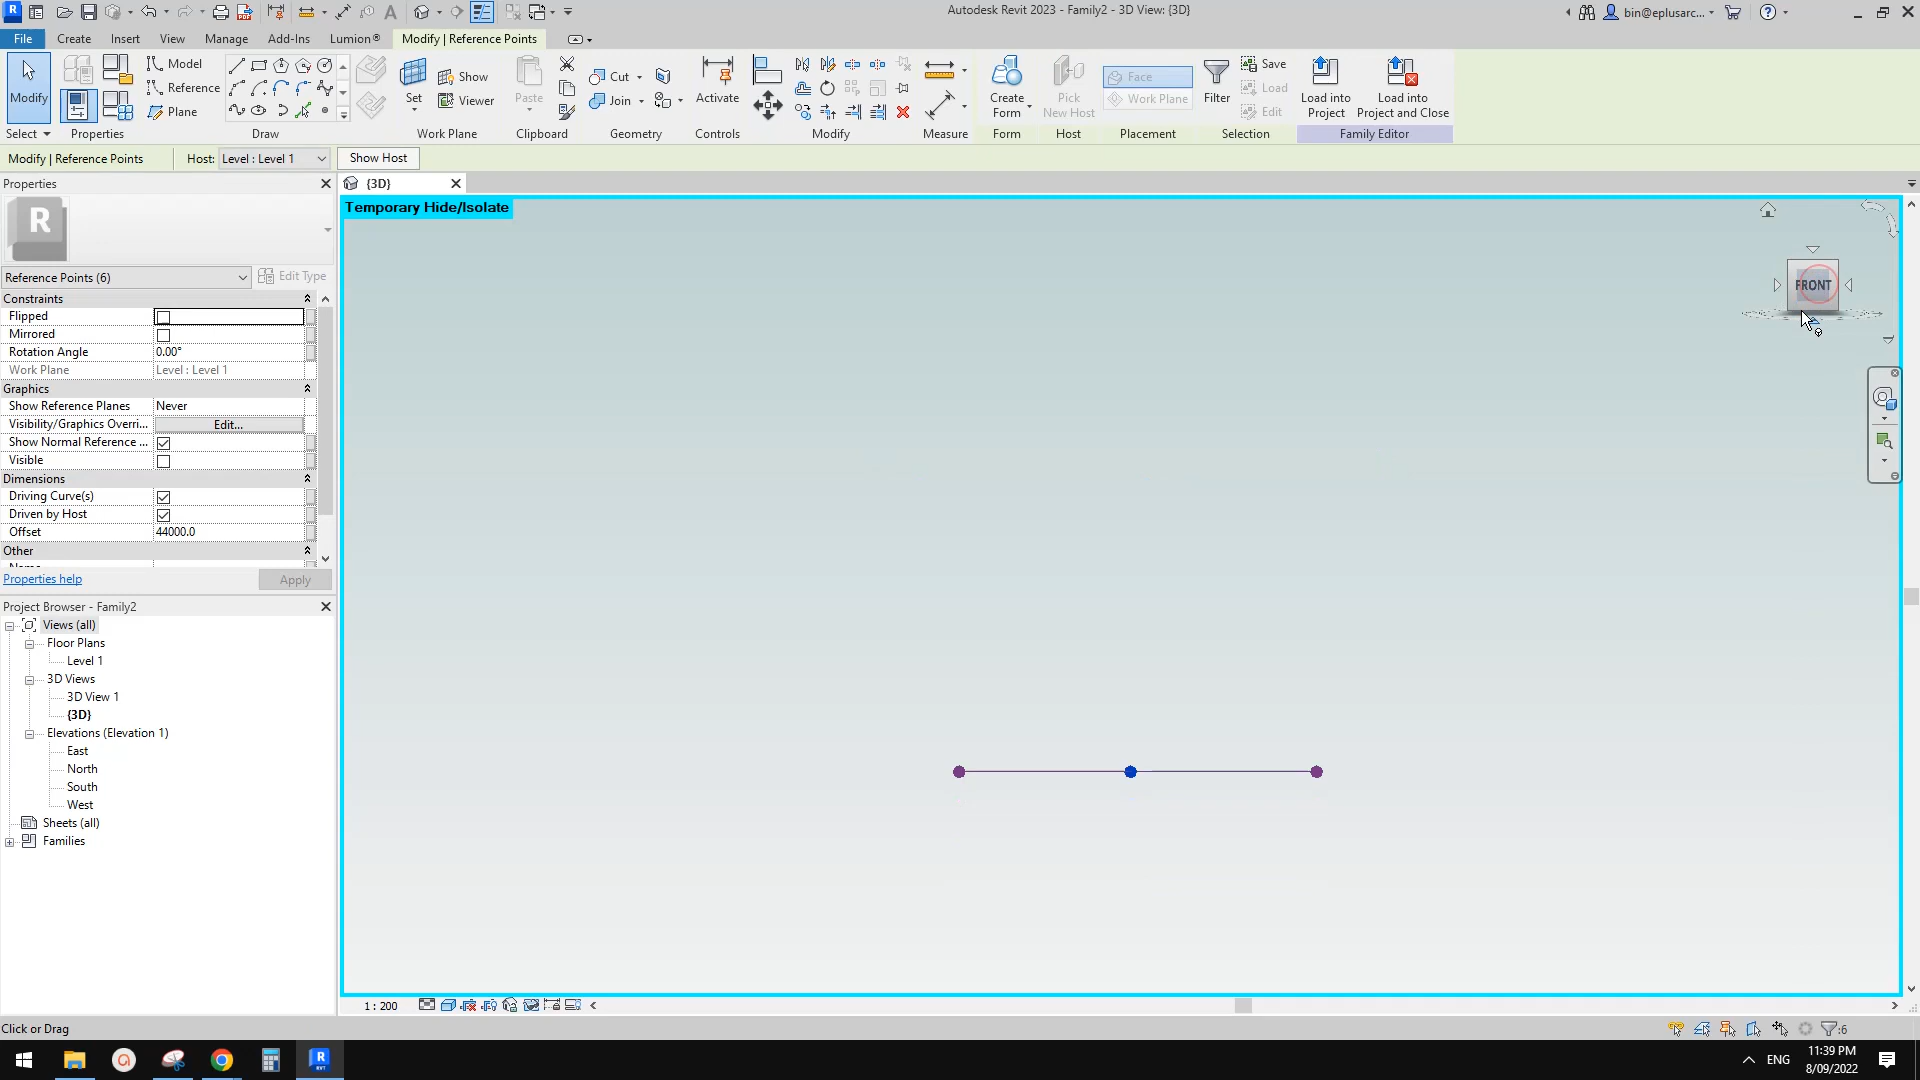 Autodesk Revit 2023 - Family2 - 3D View: {3D}
bin@eplusarc...
File
Create
Insert
View
Manage
Add-Ins
Lumion®
Modify | Reference Points
Modify
Model
Reference
Plane
Set
Show
Viewer
Paste
Cut
Join
Activate
Create
Form
Pick
New Host
Face
Work Plane
Filter
Save
Load
Edit
Load into
Project
Load into
Project and Close
Select
Properties
Draw
Work Plane
Clipboard
Geometry
Controls
Modify
Measure
Form
Host
Placement
Selection
Family Editor
Modify | Reference Points
Host:
Level : Level 1
Show Host
Properties
{3D}
R
Temporary Hide/Isolate
FRONT
Reference Points (6)
Edit Type
Constraints
Flipped
Mirrored
Rotation Angle
0.00°
Work Plane
Level : Level 1
Graphics
Show Reference Planes
Never
Visibility/Graphics Overri...
Edit...
Show Normal Reference ...
Visible
Dimensions
Driving Curve(s)
Driven by Host
Offset
44000.0
Other
Properties help
Apply
Project Browser - Family2
Views (all)
Floor Plans
Level 1
3D Views
3D View 1
{3D}
Elevations (Elevation 1)
East
North
South
West
Sheets (all)
Families
1 : 200
Click or Drag
:6
ENG
11:39 PM
8/09/2022